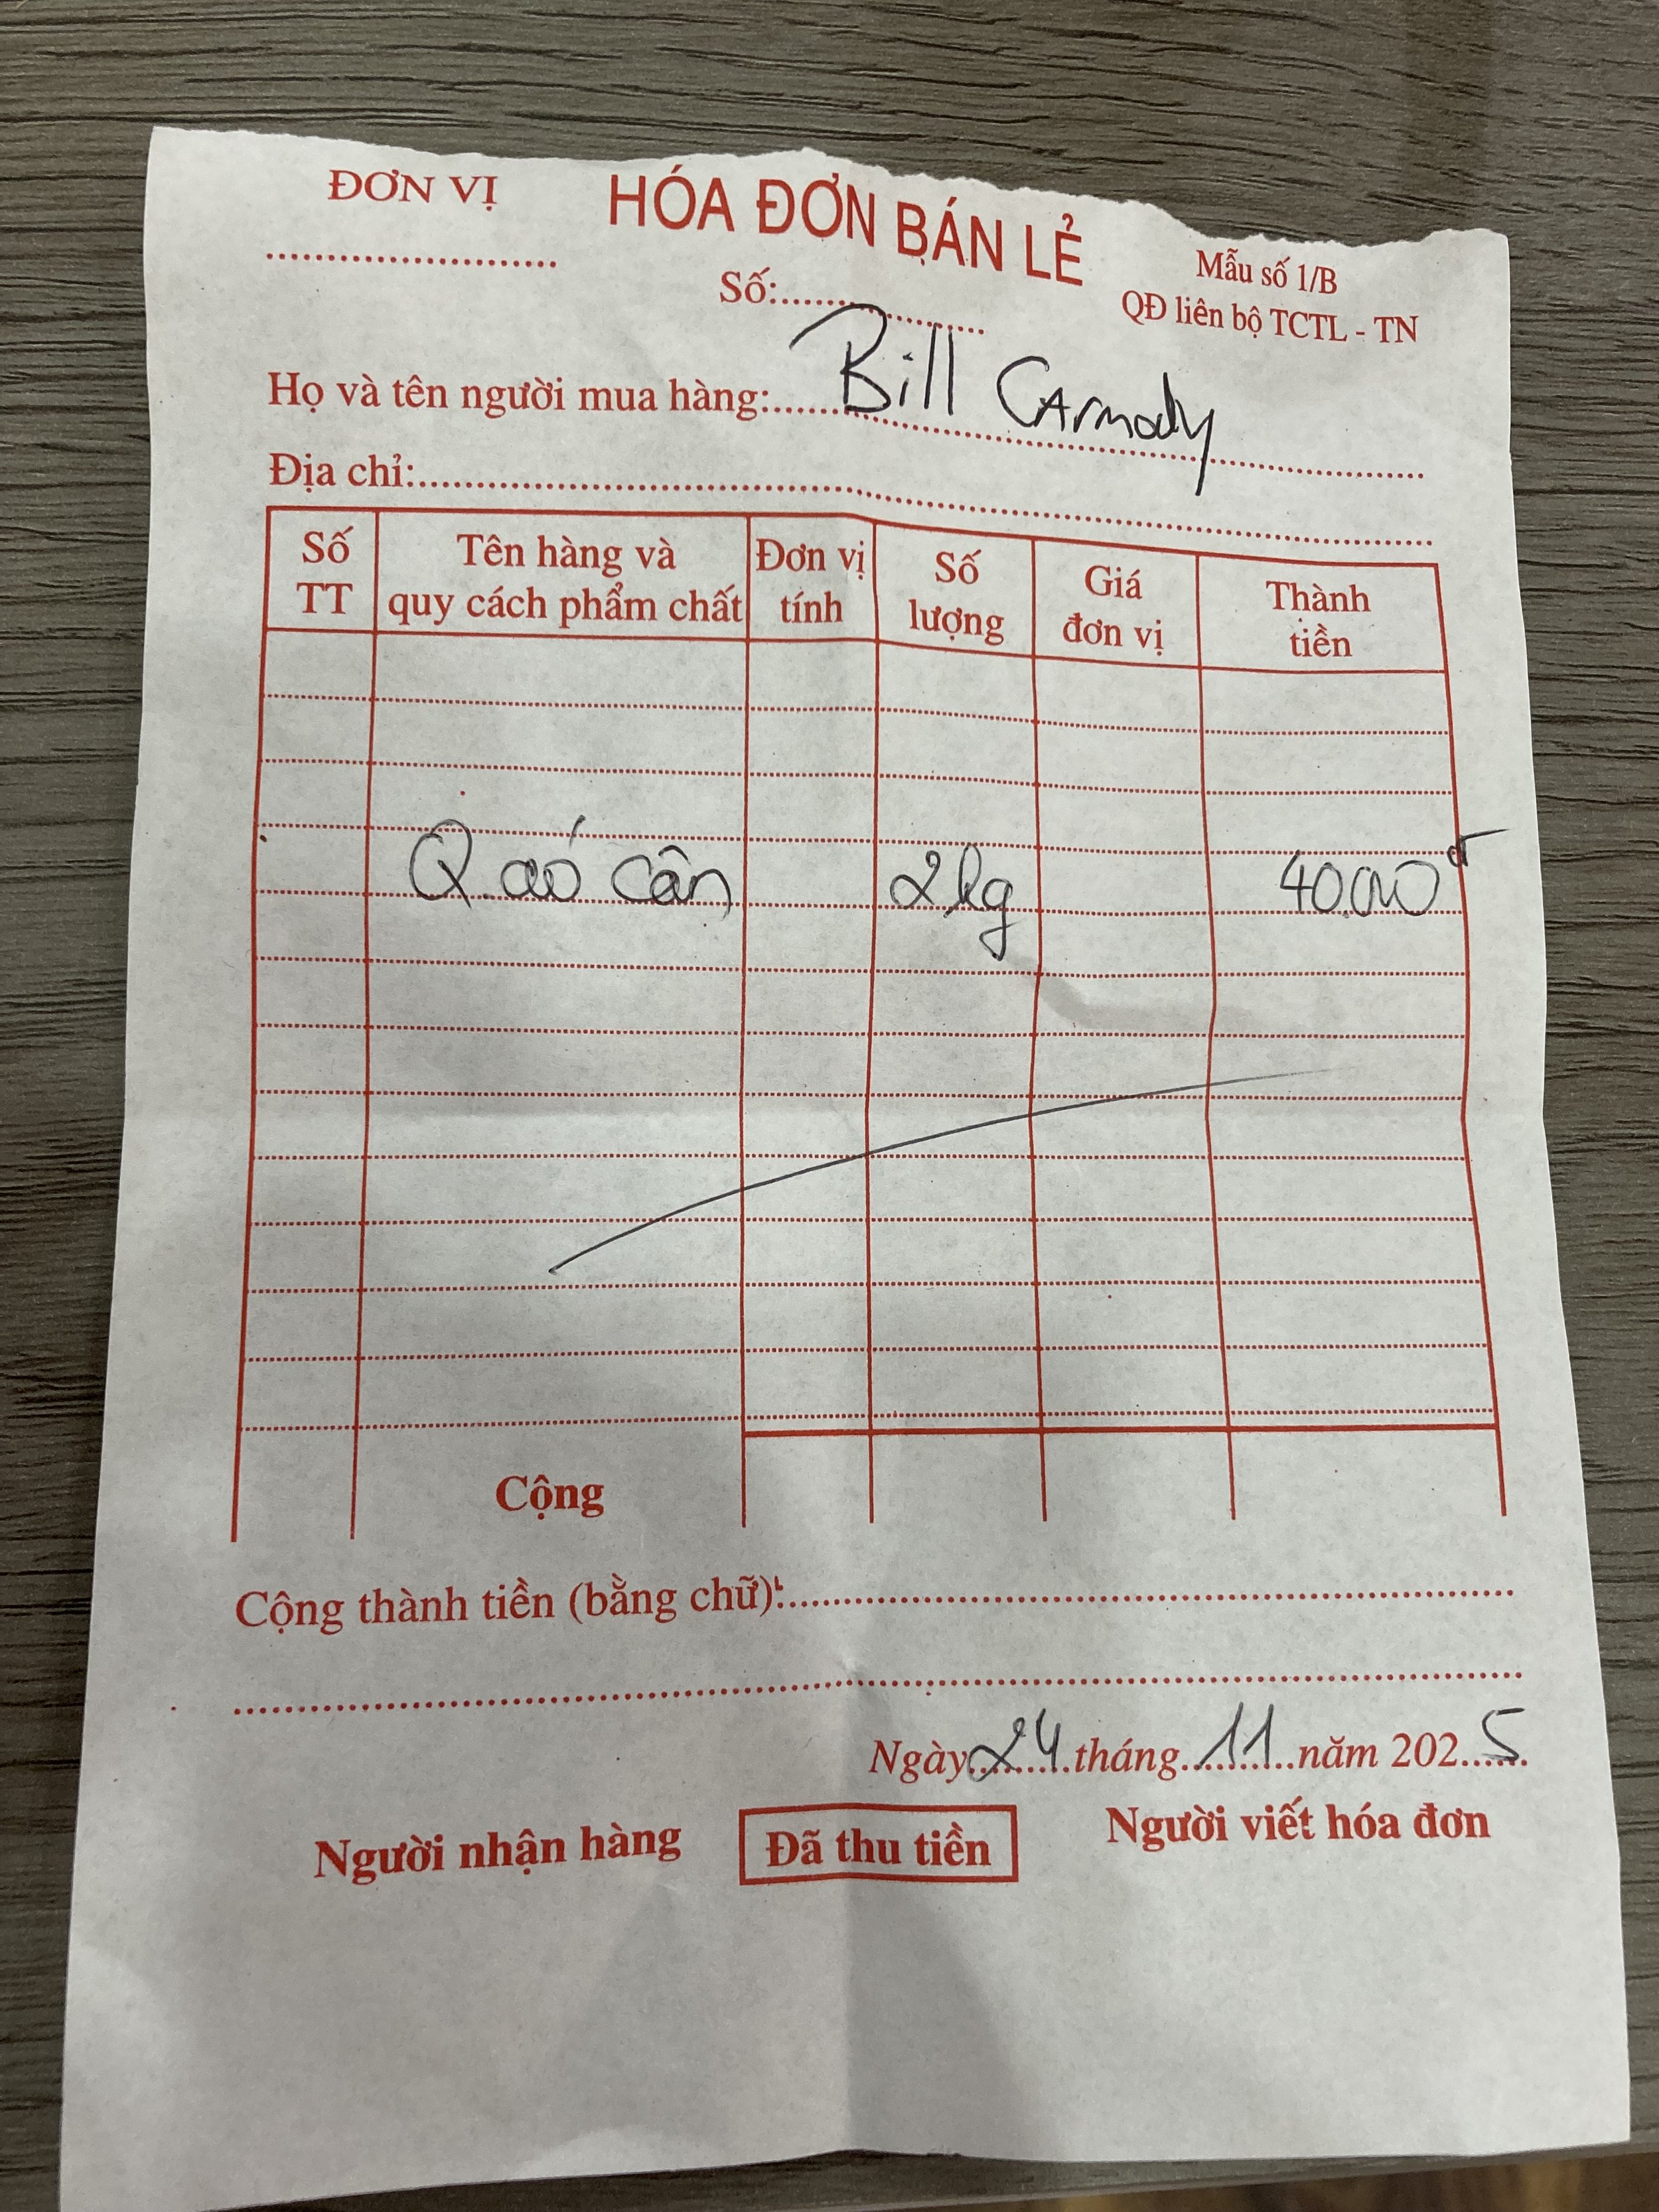 ĐƠN VỊ
HÓA ĐƠN BÁN LẺ
Mẫu số 1/B
QĐ liên bộ TCTL - TN
Số:
Họ và tên người mua hàng: Bill Carmody
Địa chỉ:
Số TT
Tên hàng và quy cách phẩm chất
Đơn vị tính
Số lượng
Giá đơn vị
Thành tiền
Q. áo cân 2kg 40.000đ
Cộng
Cộng thành tiền (bằng chữ):
Ngày 24 tháng 11 năm 2025
Người nhận hàng
Đã thu tiền
Người viết hóa đơn